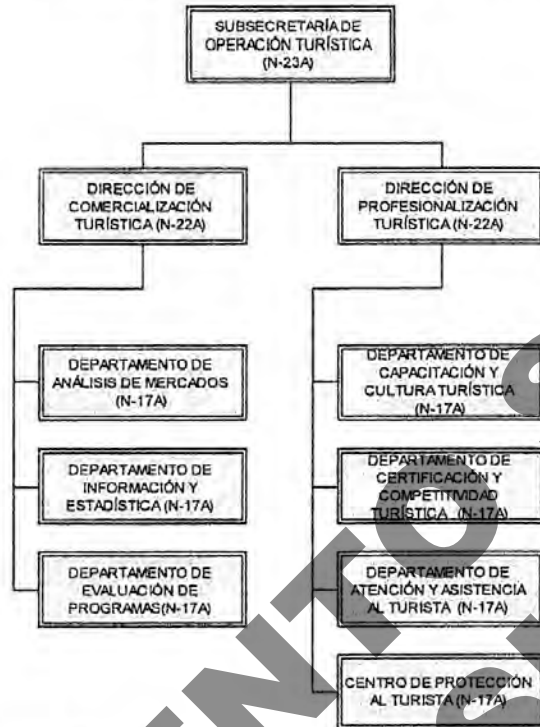 SUBSECRETARÍA DE
OPERACIÓN TURÍSTICA
(N-23A)
DIRECCIÓN DE
COMERCIALIZACIÓN
TURÍSTICA (N-22A)
DIRECCIÓN DE
PROFESIONALIZACIÓN
TURÍSTICA (N-22A)
DEPARTAMENTO DE
ANÁLISIS DE MERCADOS
(N-17A)
DEPARTAMENTO DE
INFORMACIÓN Y
ESTADÍSTICA (N-17A)
DEPARTAMENTO DE
EVALUACIÓN DE
PROGRAMAS(N-17A)
DEPARTAMENTO DE
CAPACITACIÓN Y
CULTURA TURÍSTICA
(N-17A)
DEPARTAMENTO DE
CERTIFICACIÓN Y
COMPETITIVIDAD
TURÍSTICA (N-17A)
DEPARTAMENTO DE
ATENCIÓN Y ASISTENCIA
AL TURISTA (N-17A)
CENTRO DE PROTECCIÓN
AL TURISTA (N-17A)